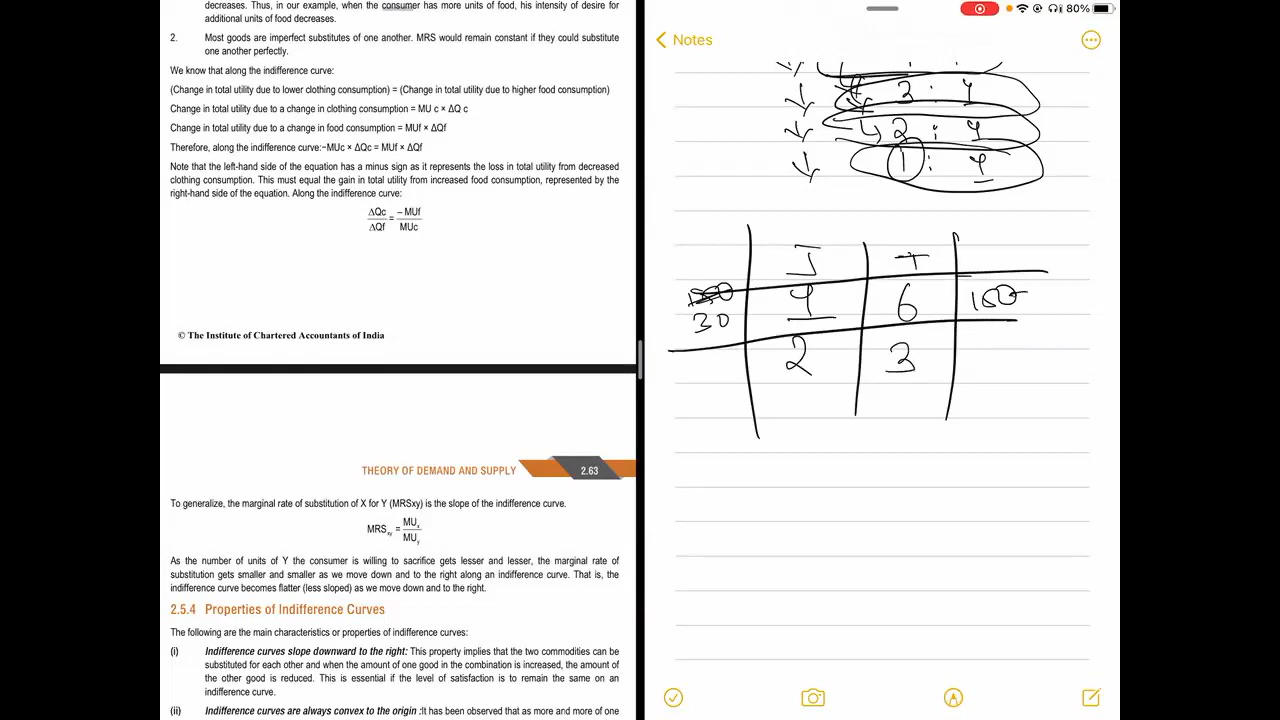 decreases. Thus, in our example, when the consumer has more units of food, his intensity of desire for
additional units of food decreases.
2. Most goods are imperfect substitutes of one another. MRS would remain constant if they could substitute
one another perfectly.
We know that along the indifference curve:
(Change in total utility due to lower clothing consumption) = (Change in total utility due to higher food consumption)
Change in total utility due to a change in clothing consumption = MU c × ΔQ c
Change in total utility due to a change in food consumption = MUf × ΔQf
Therefore, along the indifference curve:−MUc × ΔQc = MUf × ΔQf
Note that the left-hand side of the equation has a minus sign as it represents the loss in total utility from decreased
clothing consumption. This must equal the gain in total utility from increased food consumption, represented by the
right-hand side of the equation. Along the indifference curve:
ΔQc/ΔQf = − MUf/MUc
© The Institute of Chartered Accountants of India
THEORY OF DEMAND AND SUPPLY 2.63
To generalize, the marginal rate of substitution of X for Y (MRSxy) is the slope of the indifference curve.
MRSxy = MUx/MUy
As the number of units of Y the consumer is willing to sacrifice gets lesser and lesser, the marginal rate of
substitution gets smaller and smaller as we move down and to the right along an indifference curve. That is, the
indifference curve becomes flatter (less sloped) as we move down and to the right.
2.5.4 Properties of Indifference Curves
The following are the main characteristics or properties of indifference curves:
(i) Indifference curves slope downward to the right: This property implies that the two commodities can be
substituted for each other and when the amount of one good in the combination is increased, the amount of
the other good is reduced. This is essential if the level of satisfaction is to remain the same on an
indifference curve.
(ii) Indifference curves are always convex to the origin :It has been observed that as more and more of one
80%
Notes
J T
30 4 6
2 3